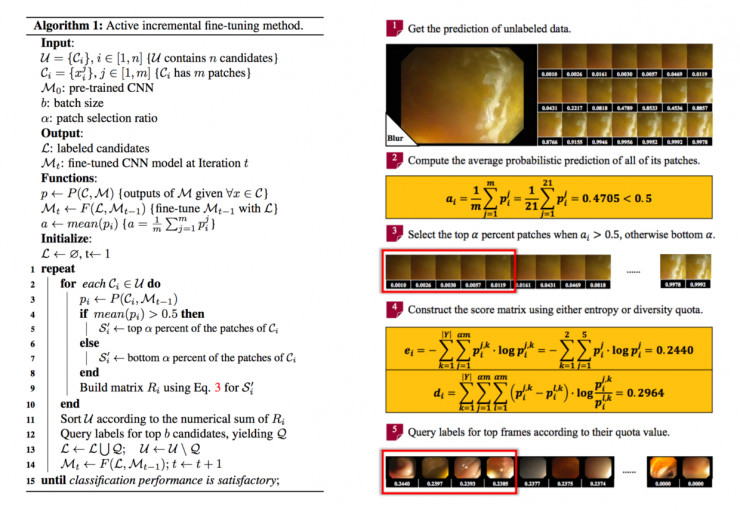 Algorithm 1: Active incremental fine-tuning method.
Input:
𝒰 = {𝒞ᵢ}, i ∈ [1, n] {𝒰 contains n candidates}
𝒞ᵢ = {xᵢʲ}, j ∈ [1, m] {𝒞ᵢ has m patches}
ℳ₀: pre-trained CNN
b: batch size
α: patch selection ratio
Output:
ℒ: labeled candidates
ℳₜ: fine-tuned CNN model at Iteration t
Functions:
p ← P(𝒞, ℳ) {outputs of ℳ given ∀x ∈ 𝒞}
ℳₜ ← F(ℒ, ℳₜ₋₁) {fine-tune ℳₜ₋₁ with ℒ}
a ← mean(pᵢ) {a = 1/m ∑ⱼ₌₁ᵐ pᵢʲ}
Initialize:
ℒ ← ∅, t← 1
1 repeat
2 for each 𝒞ᵢ ∈ 𝒰 do
3 pᵢ ← P(𝒞ᵢ, ℳₜ₋₁)
4 if mean(pᵢ) > 0.5 then
5 𝒮ᵢ′ ← top α percent of the patches of 𝒞ᵢ
6 else
7 𝒮ᵢ′ ← bottom α percent of the patches of 𝒞ᵢ
8 end
9 Build matrix Rᵢ using Eq. 3 for 𝒮ᵢ′
10 end
11 Sort 𝒰 according to the numerical sum of Rᵢ
12 Query labels for top b candidates, yielding 𝒬
13 ℒ ← ℒ ⋃ 𝒬; 𝒰 ← 𝒰 \ 𝒬
14 ℳₜ ← F(ℒ, ℳₜ₋₁); t ← t + 1
15 until classification performance is satisfactory;
1 Get the prediction of unlabeled data.
0.0010 0.0026 0.0161 0.0030 0.0057 0.0469 0.0119
0.0431 0.2217 0.0818 0.4789 0.8533 0.4536 0.8057
0.8766 0.9155 0.9946 0.9956 0.9952 0.9992 0.9978
Blur
2 Compute the average probabilistic prediction of all of its patches.
aᵢ = 1/m ∑ⱼ₌₁ᵐ pᵢʲ = 1/21 ∑ⱼ₌₁²¹ pᵢʲ = 0.4705 < 0.5
3 Select the top α percent patches when aᵢ > 0.5, otherwise bottom α.
0.0010 0.0026 0.0030 0.0057 0.0119 0.0161 0.0431 0.0469 0.0818 ...... 0.9978 0.9992
4 Construct the score matrix using either entropy or diversity quota.
eᵢ = − ∑ₖ₌₁^|Y| ∑ⱼ₌₁^αm pᵢʲ,ᵏ · log pᵢʲ,ᵏ = − ∑ₖ₌₁² ∑ⱼ₌₁⁵ pᵢʲ · log pᵢʲ = 0.2440
dᵢ = ∑ₖ₌₁^|Y| ∑ⱼ₌₁^αm ∑ₗ₌₁^αm (pᵢʲ,ᵏ − pᵢˡ,ᵏ) · log pᵢʲ,ᵏ/pᵢˡ,ᵏ = 0.2964
5 Query labels for top frames according to their quota value.
0.2440 0.2397 0.2393 0.2385 0.2377 0.2375 0.2374 ...... 0.0000 0.0000